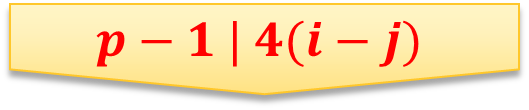 p − 1 | 4(i − j)